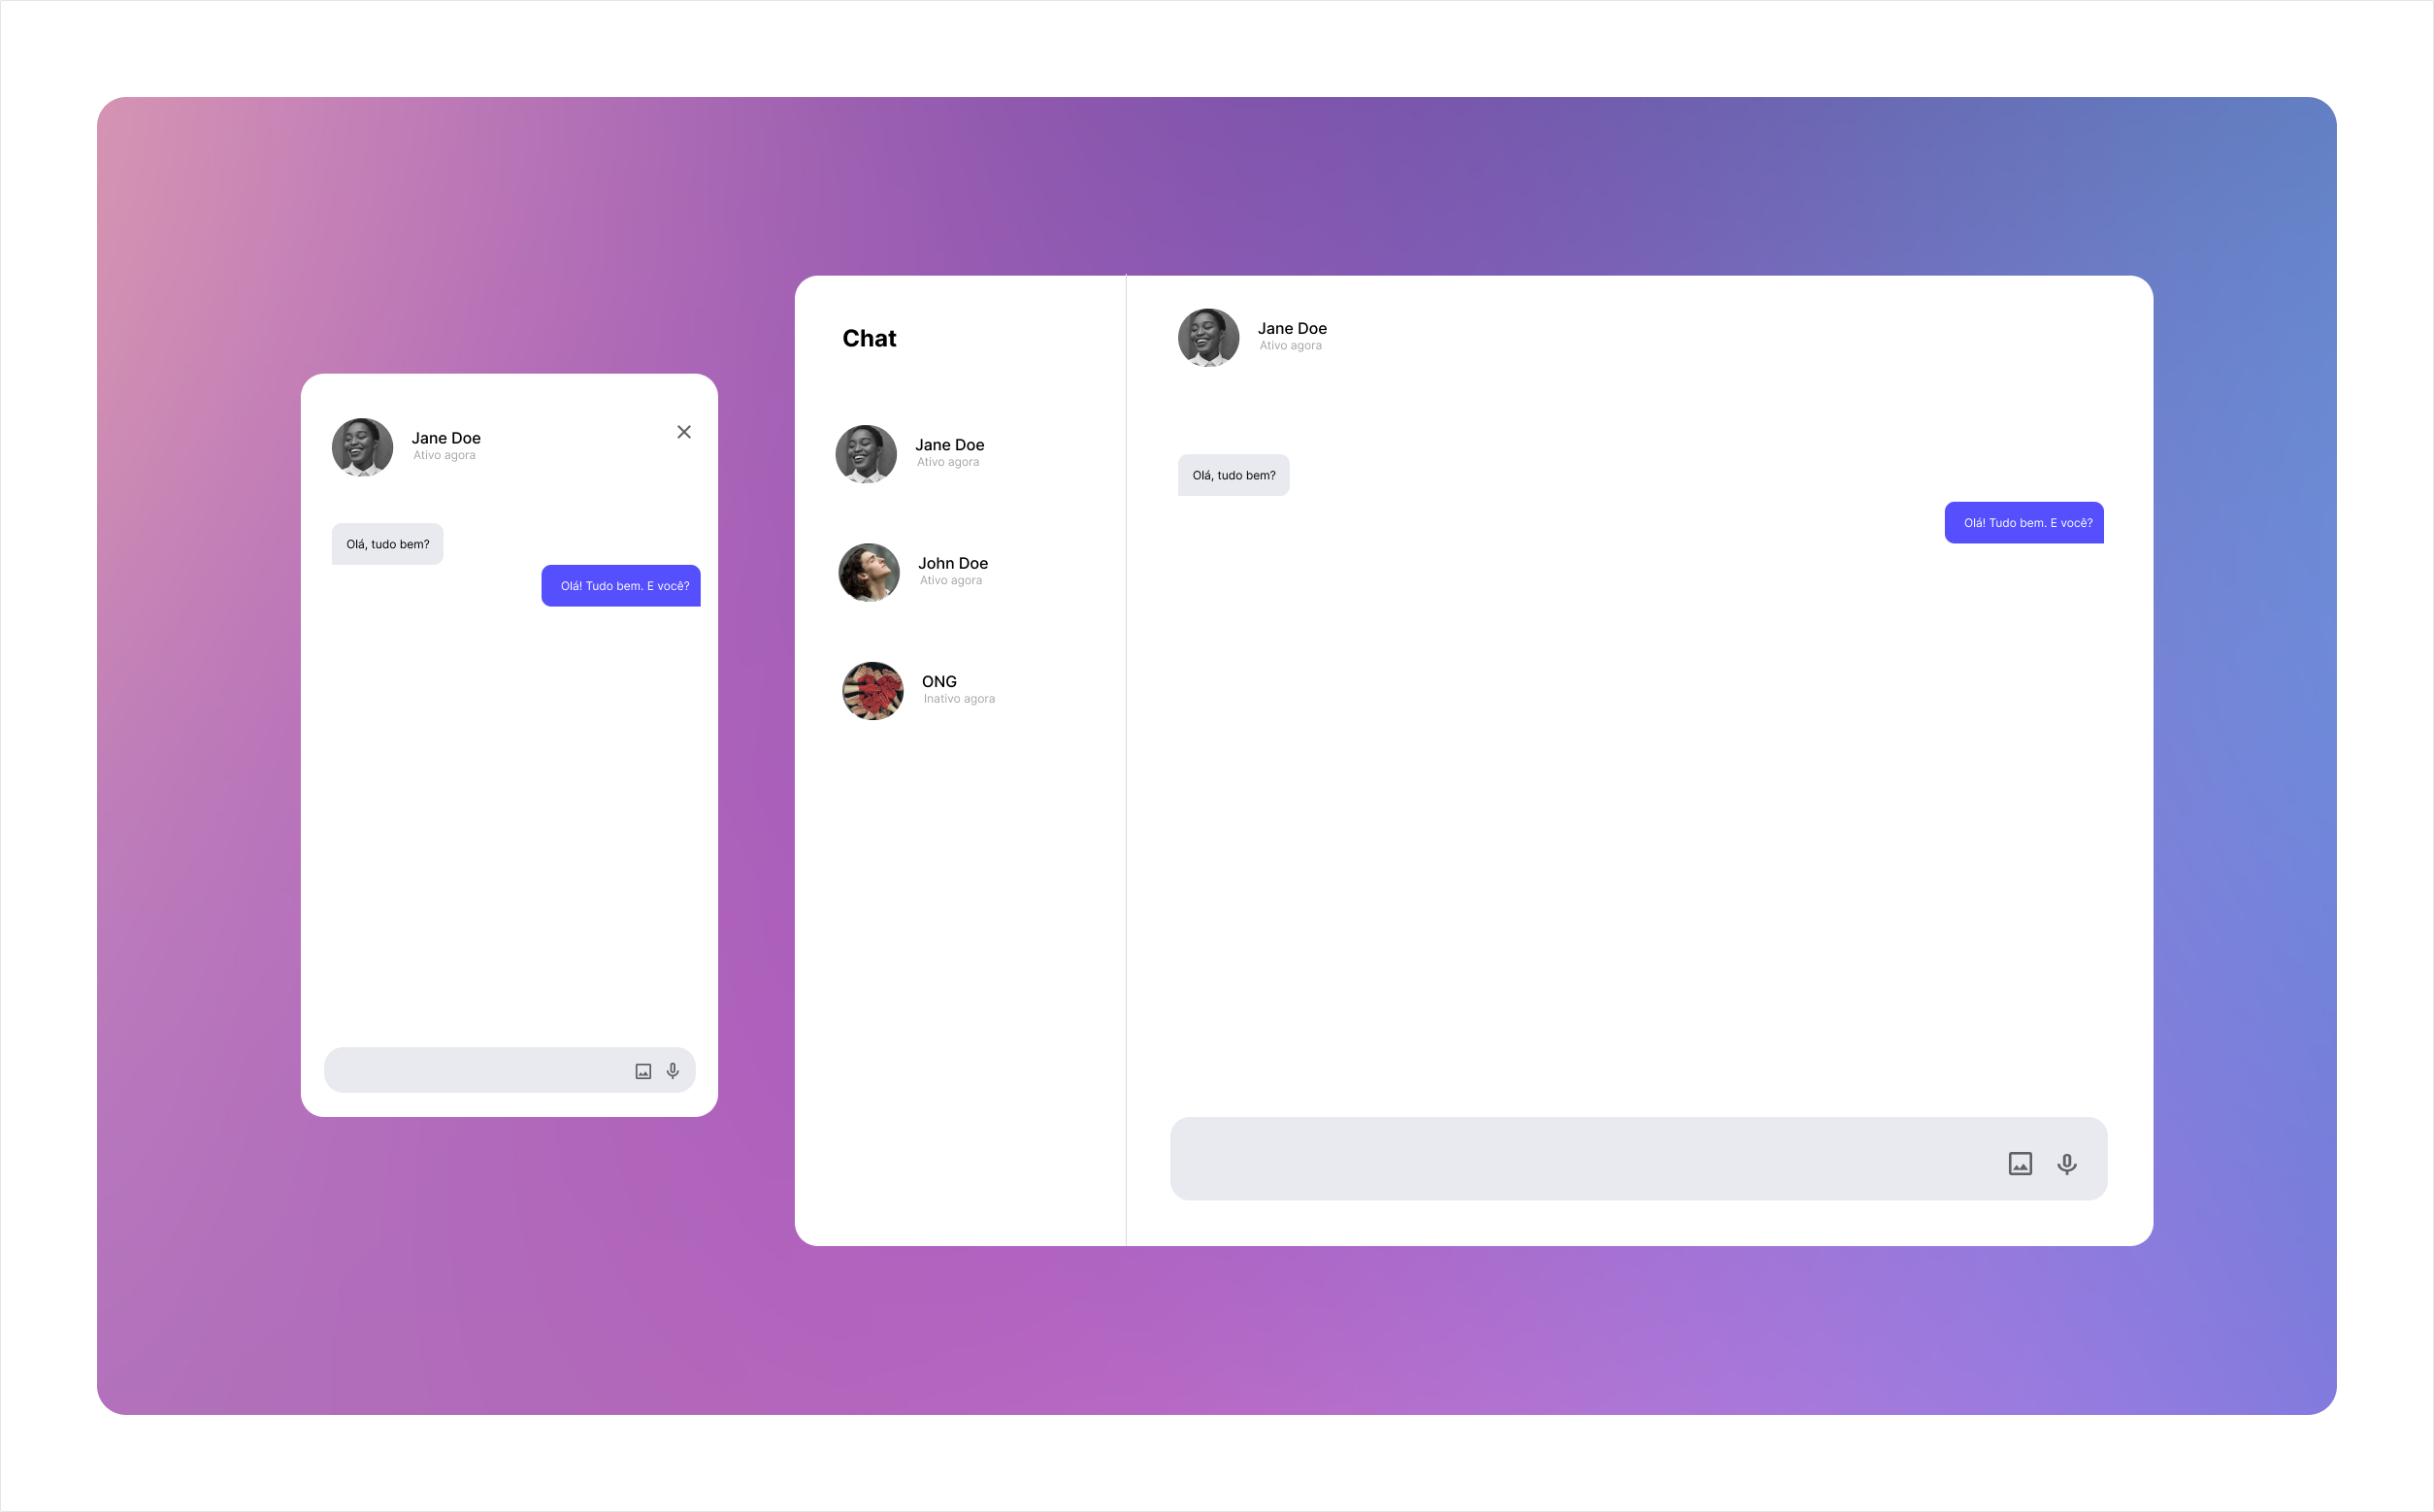 Jane Doe
Ativo agora
Olá, tudo bem?
Olá! Tudo bem. E você?
Chat
Jane Doe
Ativo agora
John Doe
Ativo agora
ONG
Inativo agora
Jane Doe
Ativo agora
Olá, tudo bem?
Olá! Tudo bem. E você?